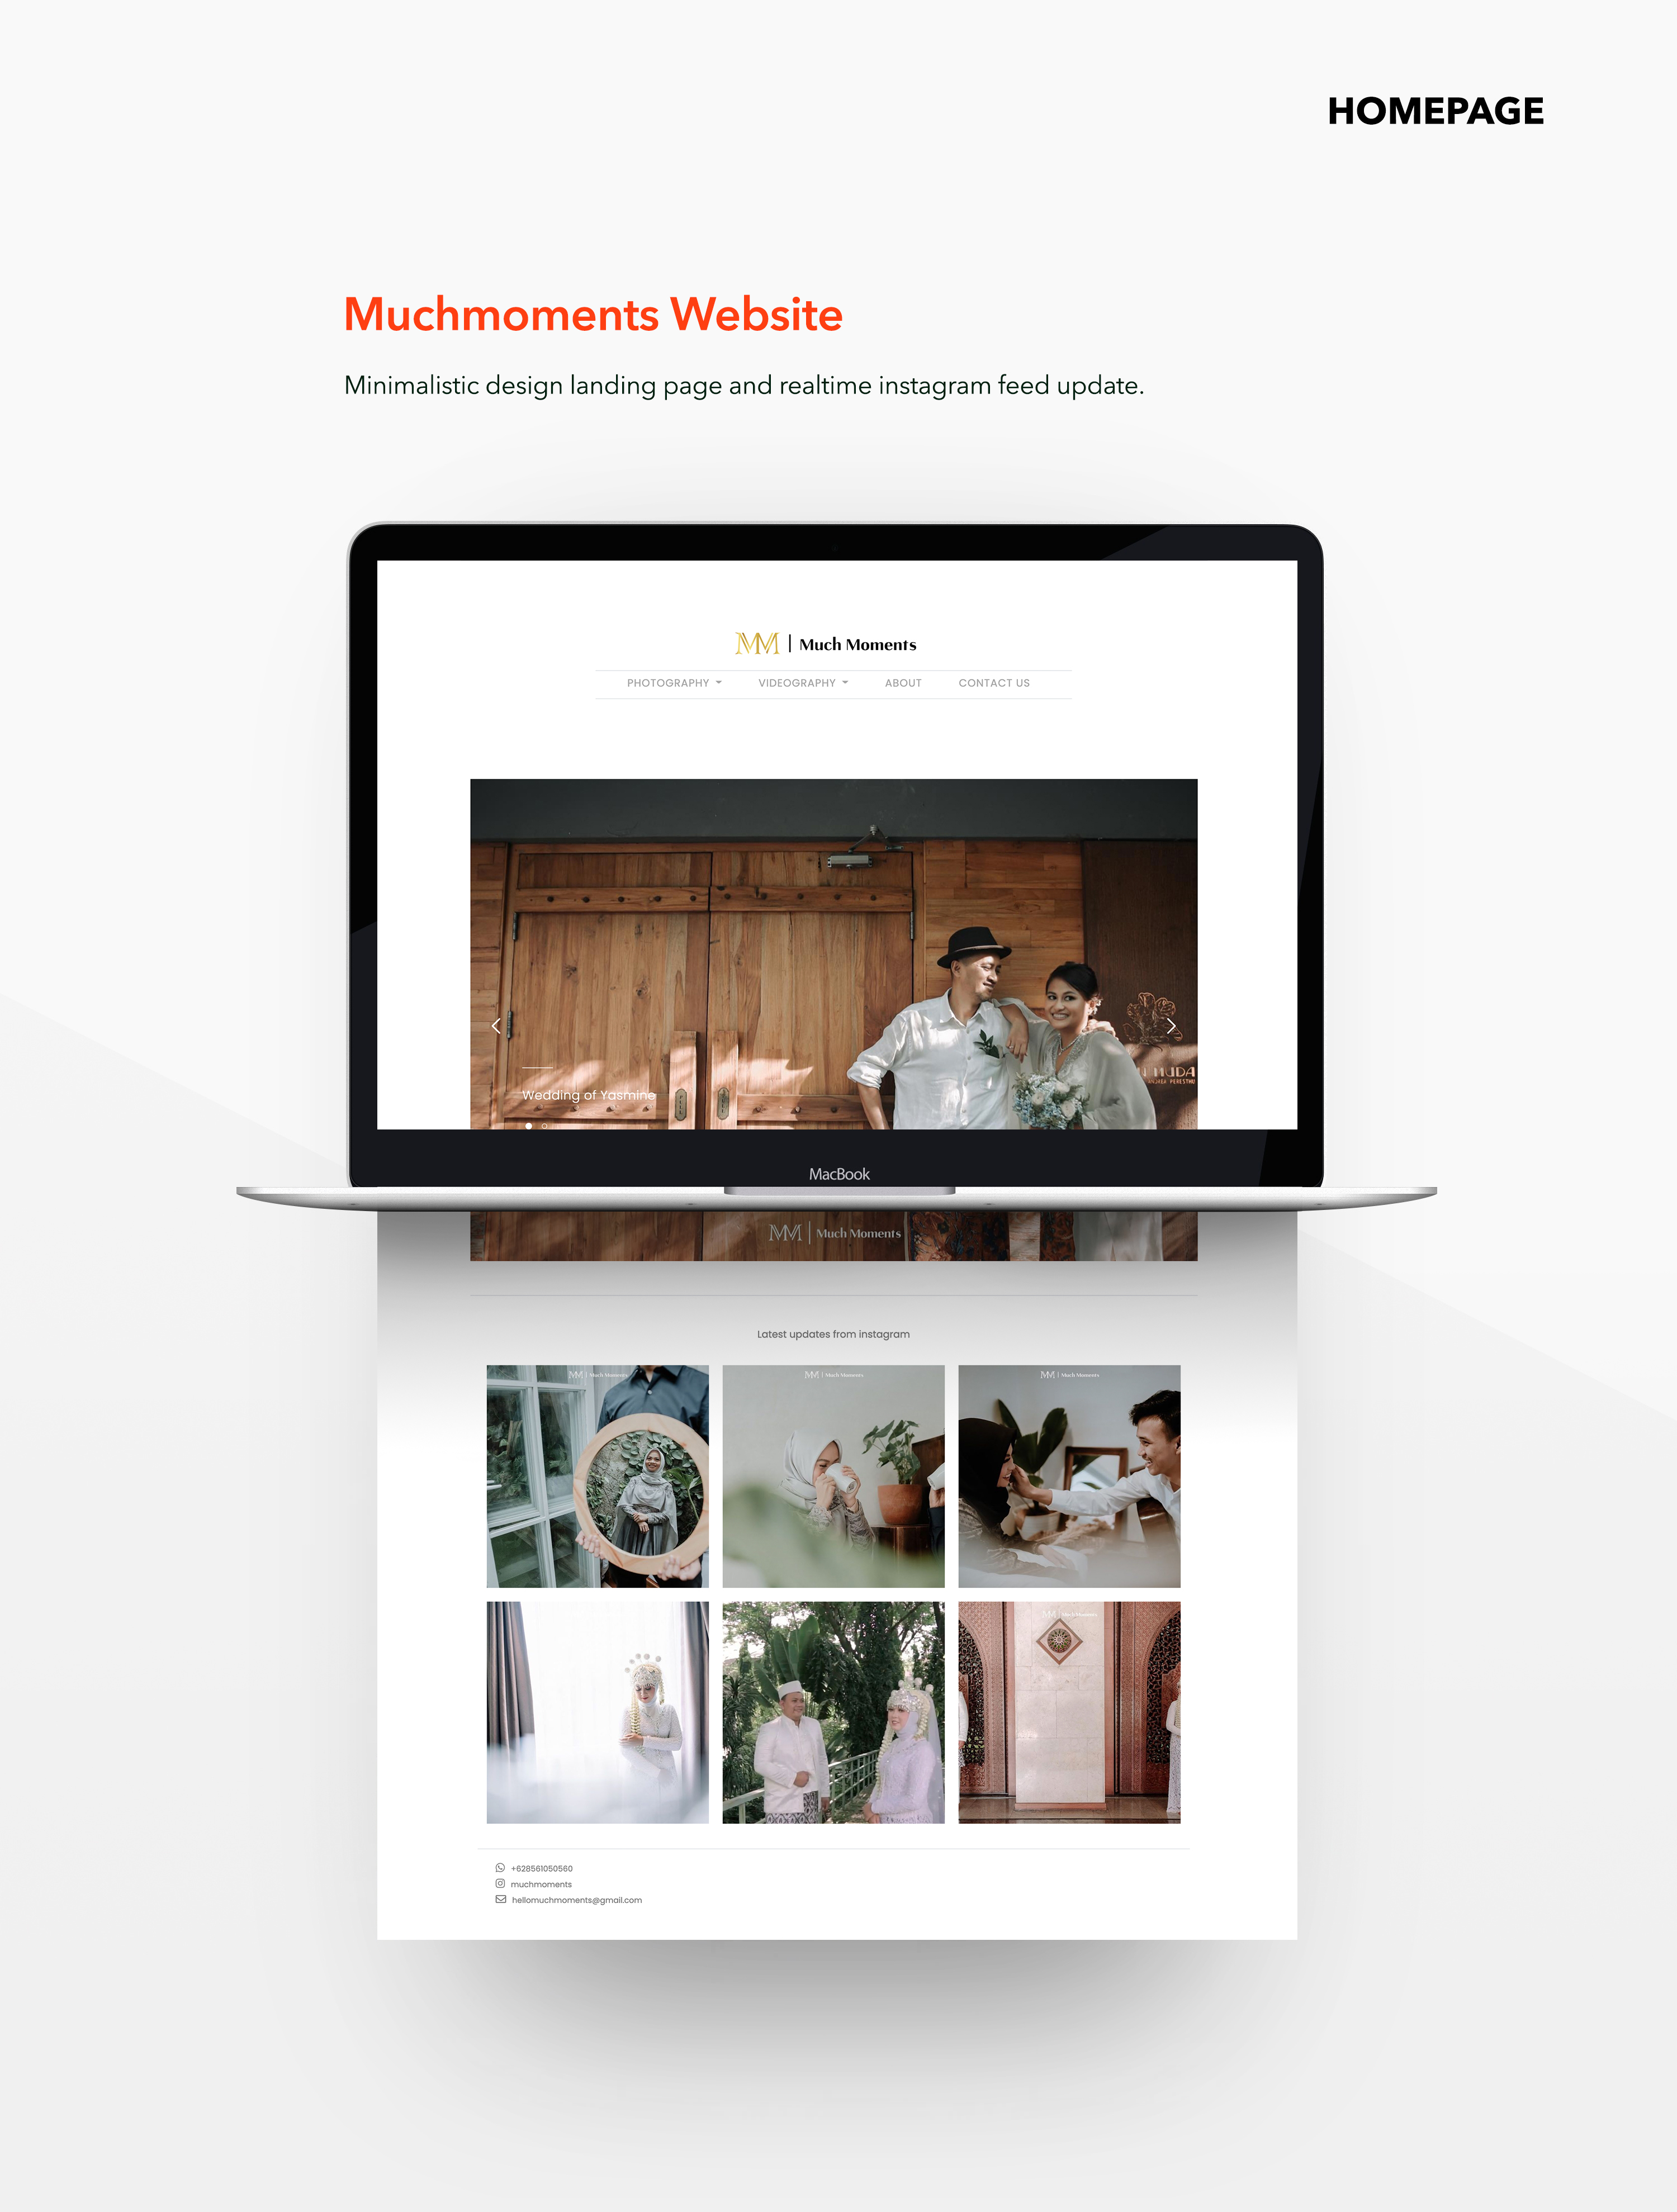 HOMEPAGE
Muchmoments Website
Minimalistic design landing page and realtime instagram feed update.
MM | Much Moments
PHOTOGRAPHY VIDEOGRAPHY ABOUT CONTACT US
MUDA
Wedding of Yasmine
MacBook
MM | Much Moments
Latest updates from instagram
MM | Much Moments
MM | Much Moments
MM | Much Moments
MM | Much Moments
+628561050560
muchmoments
hellomuchmoments@gmail.com